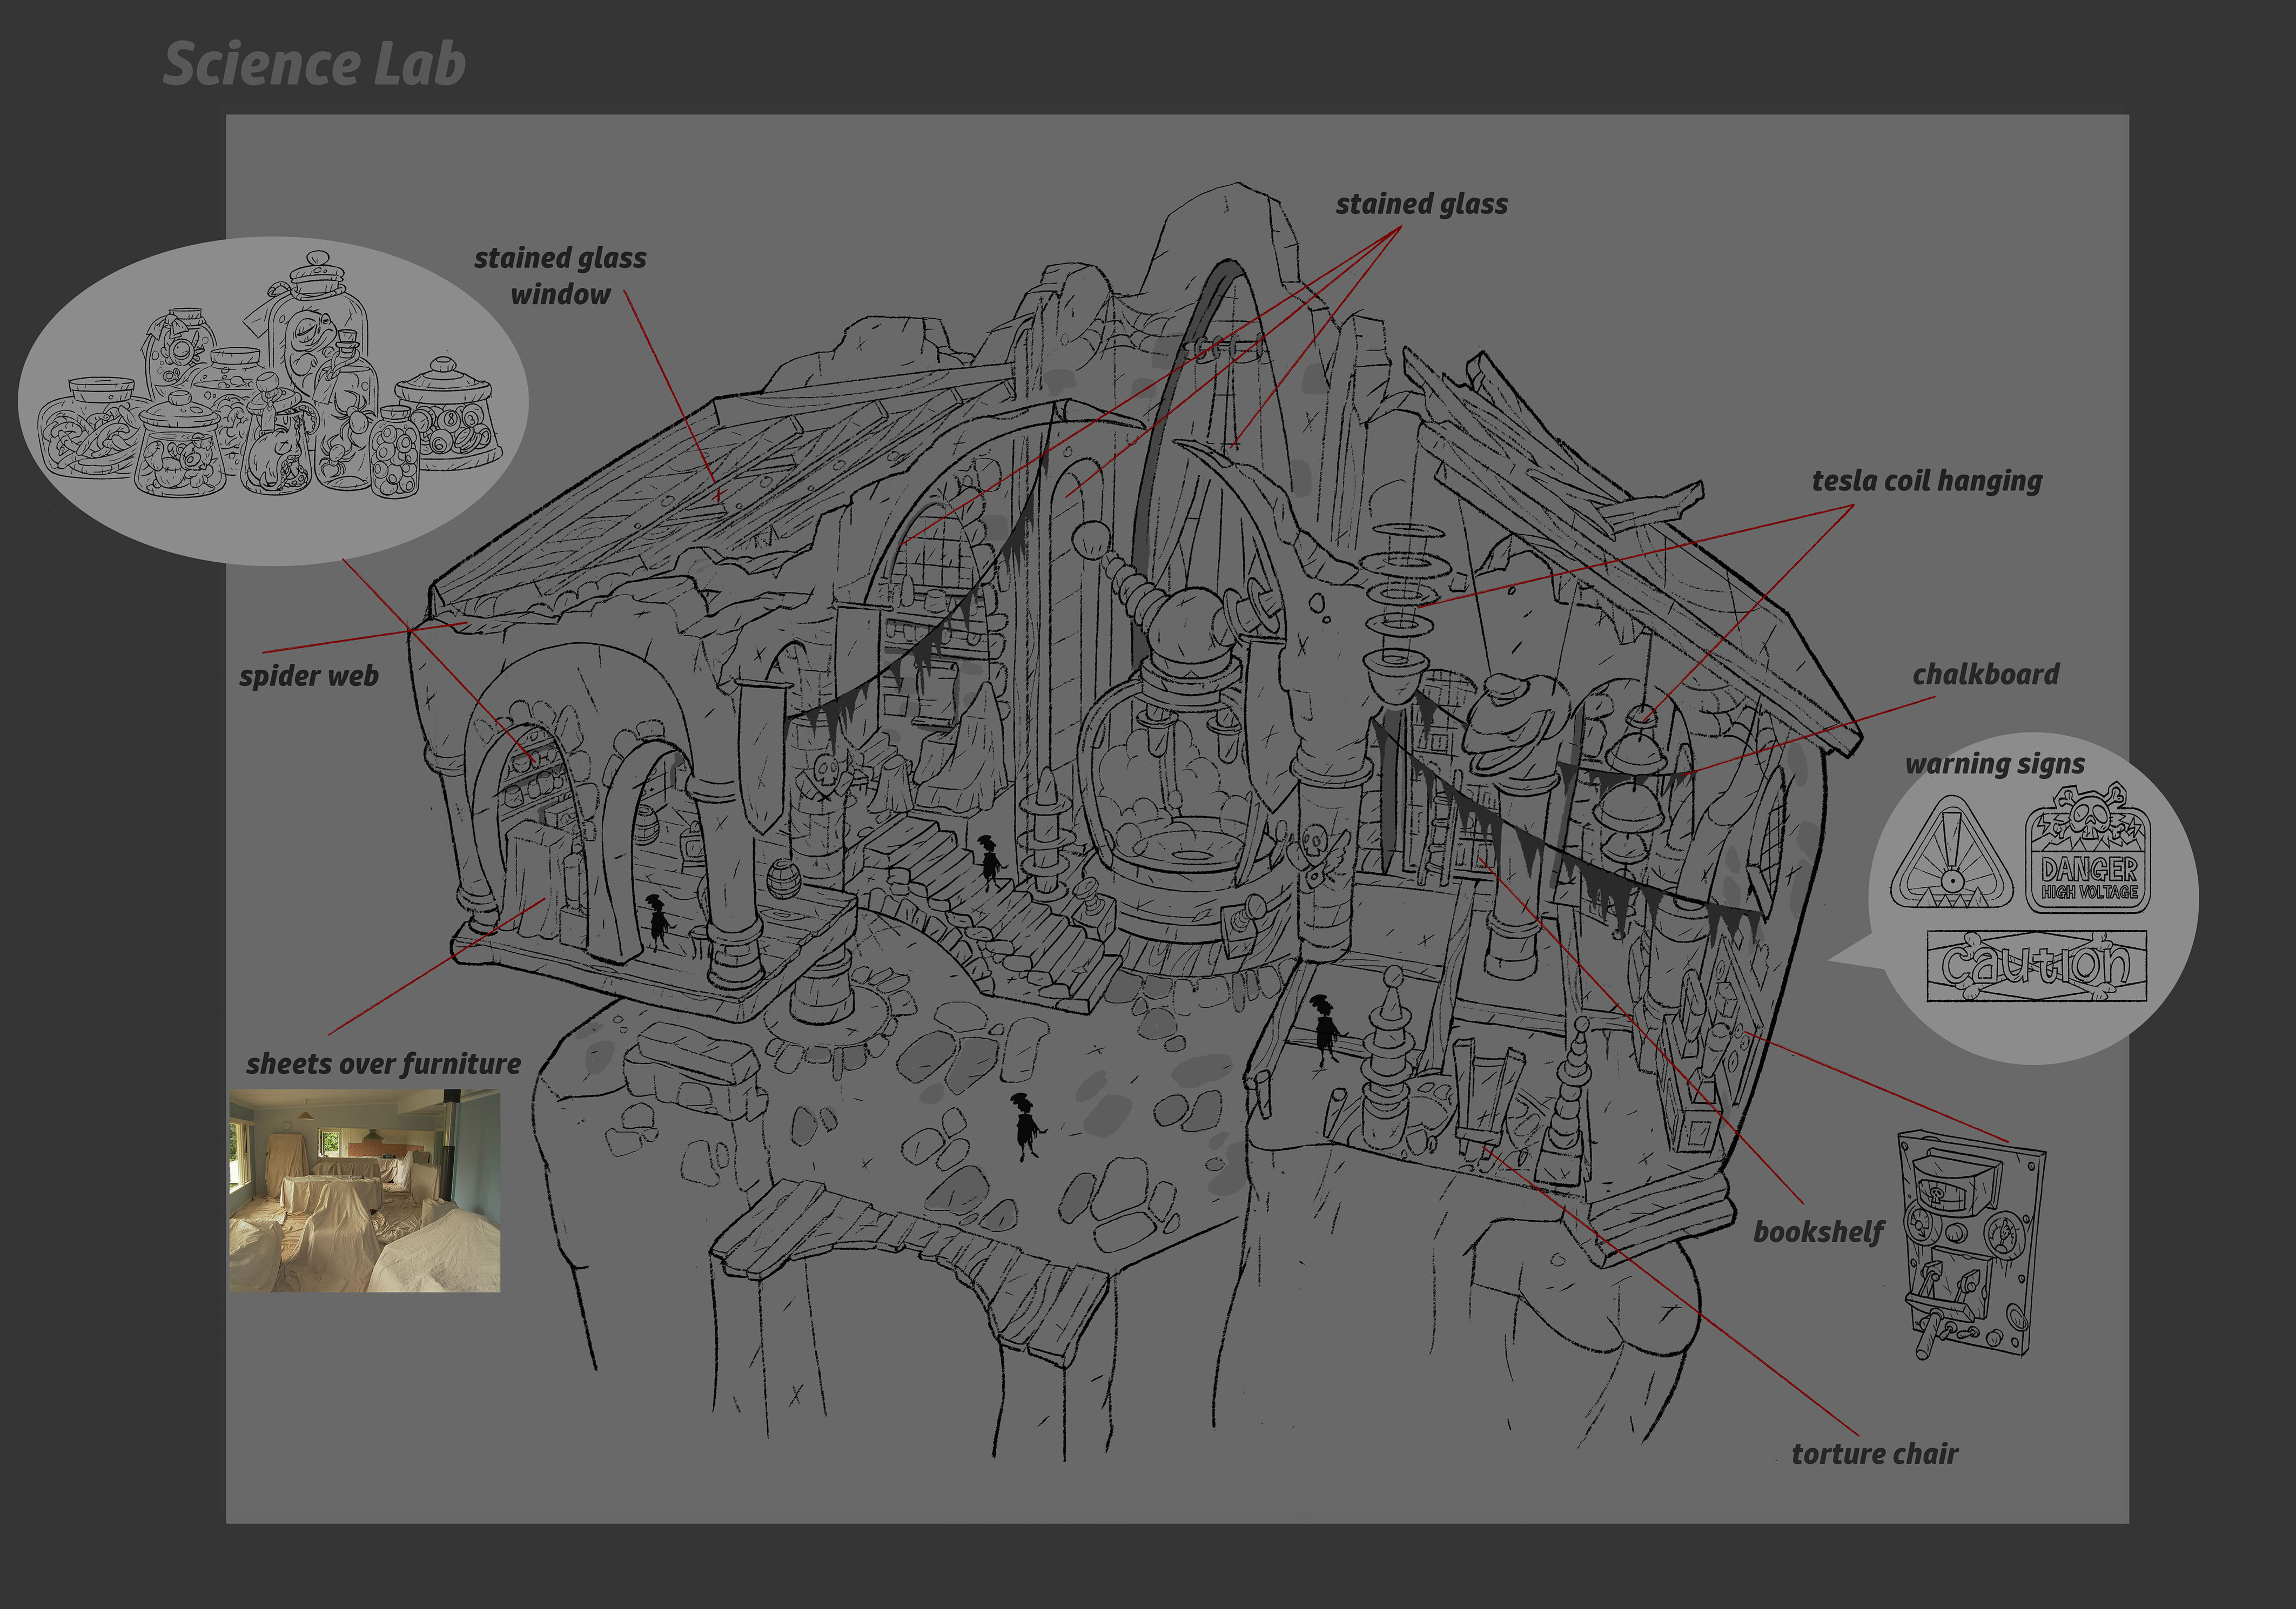 Science Lab
stained glass
stained glass
window
tesla coil hanging
spider web
chalkboard
warning signs
DANGER
HIGH VOLTAGE
caution
sheets over furniture
bookshelf
torture chair